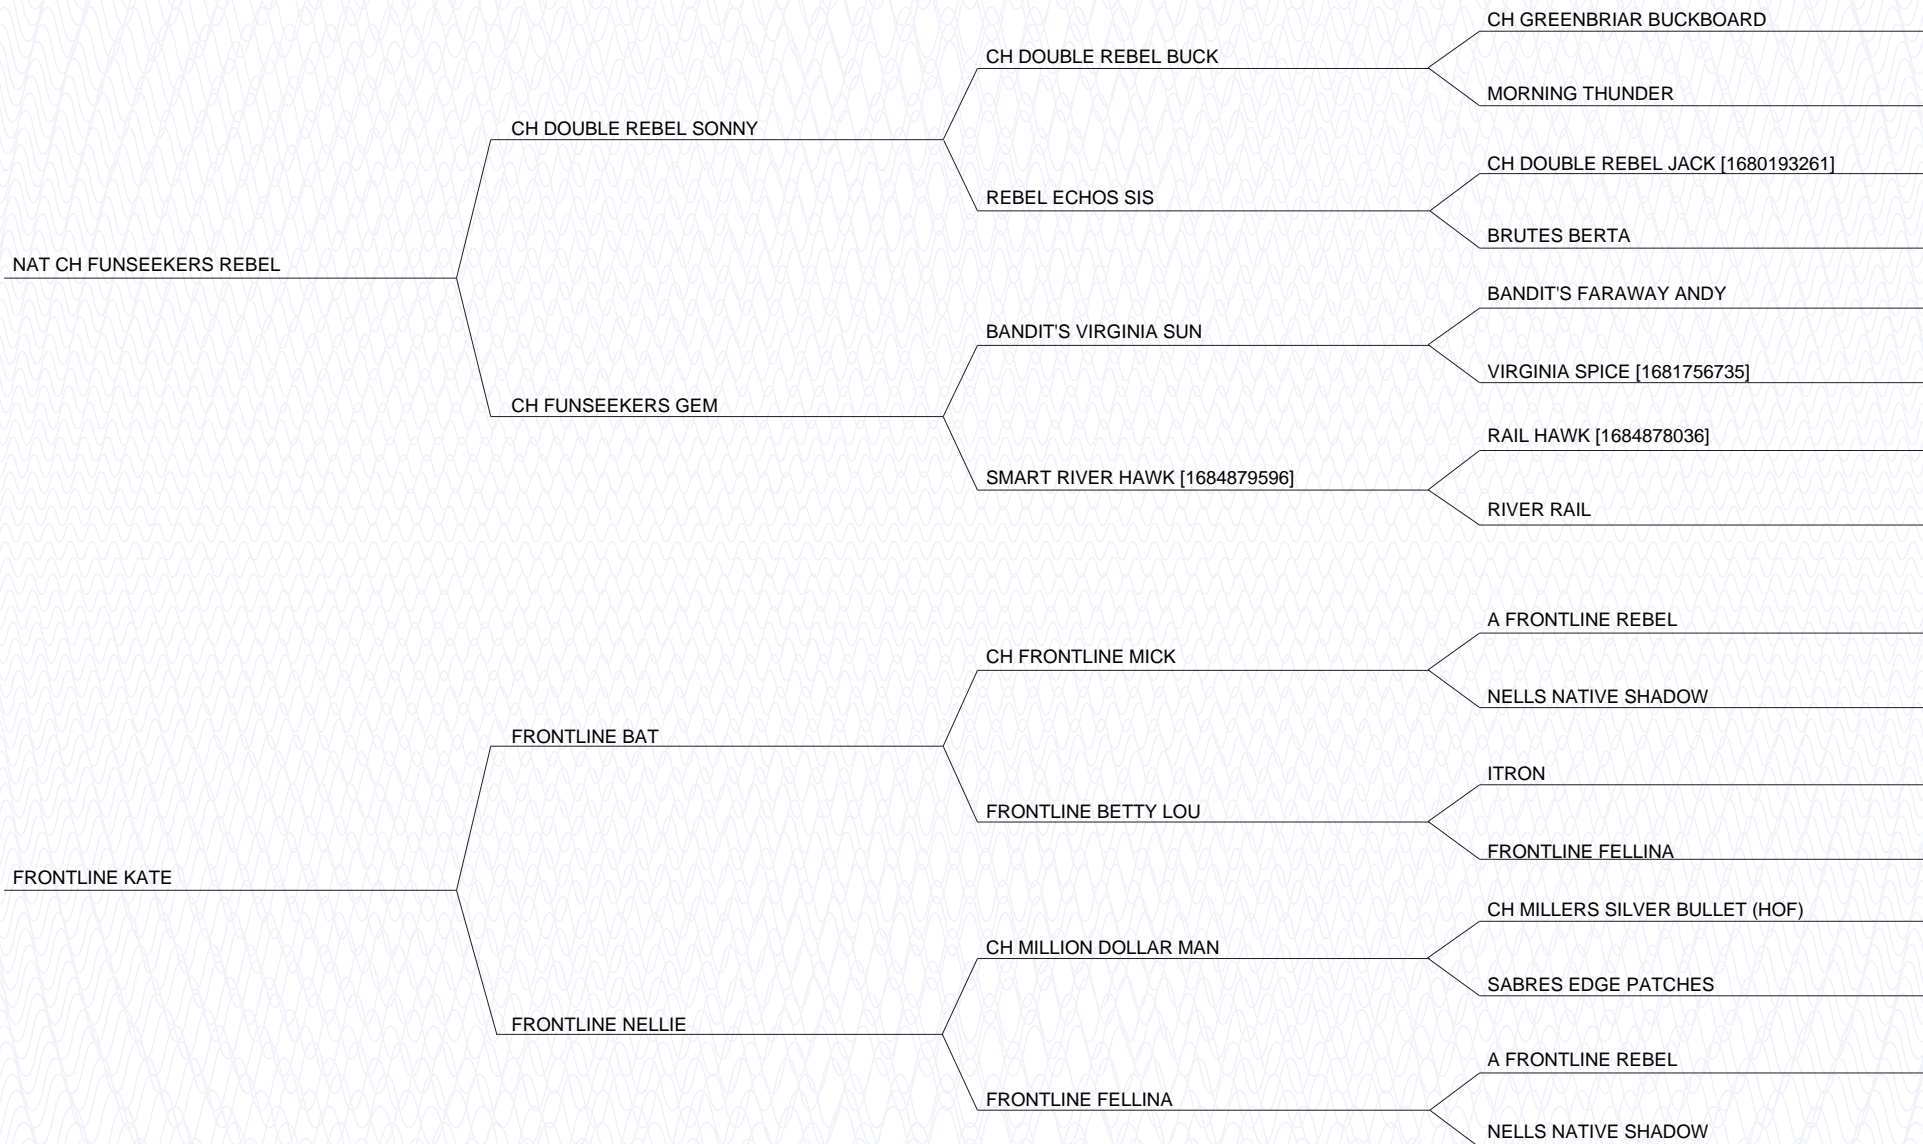 CH GREENBRIAR BUCKBOARD
CH DOUBLE REBEL BUCK
MORNING THUNDER
CH DOUBLE REBEL SONNY
CH DOUBLE REBEL JACK [1680193261]
REBEL ECHOS SIS
BRUTES BERTA
NAT CH FUNSEEKERS REBEL
BANDIT'S FARAWAY ANDY
BANDIT'S VIRGINIA SUN
VIRGINIA SPICE [1681756735]
CH FUNSEEKERS GEM
RAIL HAWK [1684878036]
SMART RIVER HAWK [1684879596]
RIVER RAIL
A FRONTLINE REBEL
CH FRONTLINE MICK
NELLS NATIVE SHADOW
FRONTLINE BAT
ITRON
FRONTLINE BETTY LOU
FRONTLINE FELLINA
FRONTLINE KATE
CH MILLERS SILVER BULLET (HOF)
CH MILLION DOLLAR MAN
SABRES EDGE PATCHES
FRONTLINE NELLIE
A FRONTLINE REBEL
FRONTLINE FELLINA
NELLS NATIVE SHADOW